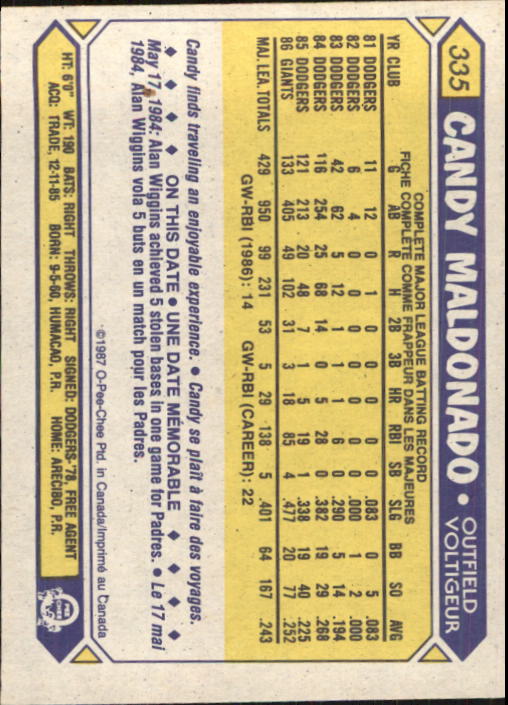 335
CANDY MALDONADO • OUTFIELD
VOLTIGEUR
COMPLETE MAJOR LEAGUE BATTING RECORD
FICHE COMPLÈTE COMME FRAPPEUR DANS LES MAJEURES
YR CLUB G AB R H 2B 3B HR RBI SB SLG BB SO AVG
81 DODGERS 11 12 0 1 0 0 0 0 0 .083 0 5 .083
82 DODGERS 6 4 0 0 0 0 0 0 0 .000 1 2 .000
83 DODGERS 42 62 5 12 1 1 1 6 0 .290 5 14 .194
84 DODGERS 116 254 25 68 14 0 5 28 0 .382 19 29 .268
85 DODGERS 121 213 20 48 7 1 5 19 1 .338 19 40 .225
86 GIANTS 133 405 49 102 31 3 18 85 4 .477 20 77 .252
MAJ. LEA. TOTALS 429 950 99 231 53 5 29 138 5 .401 64 167 .243
GW-RBI (1986): 14 GW-RBI (CAREER): 22
Candy finds traveling an enjoyable experience. • Candy se plaît à faire des voyages.
◆ ◆ ◆ ◆ ON THIS DATE • UNE DATE MÉMORABLE ◆ ◆ ◆ ◆
May 17, 1984: Alan Wiggins achieved 5 stolen bases in one game for Padres. • Le 17 mai
1984, Alan Wiggins vola 5 buts en un match pour les Padres.
©1987 O-Pee-Chee Ptd. in Canada/Imprimé au Canada
HT: 6'0" WT: 190 BATS: RIGHT THROWS: RIGHT SIGNED: DODGERS-'78, FREE AGENT
ACQ: TRADE, 12-11-85 BORN: 9-5-60, HUMACAO, P.R. HOME: ARECIBO, P.R.
O
PEE
CHEE